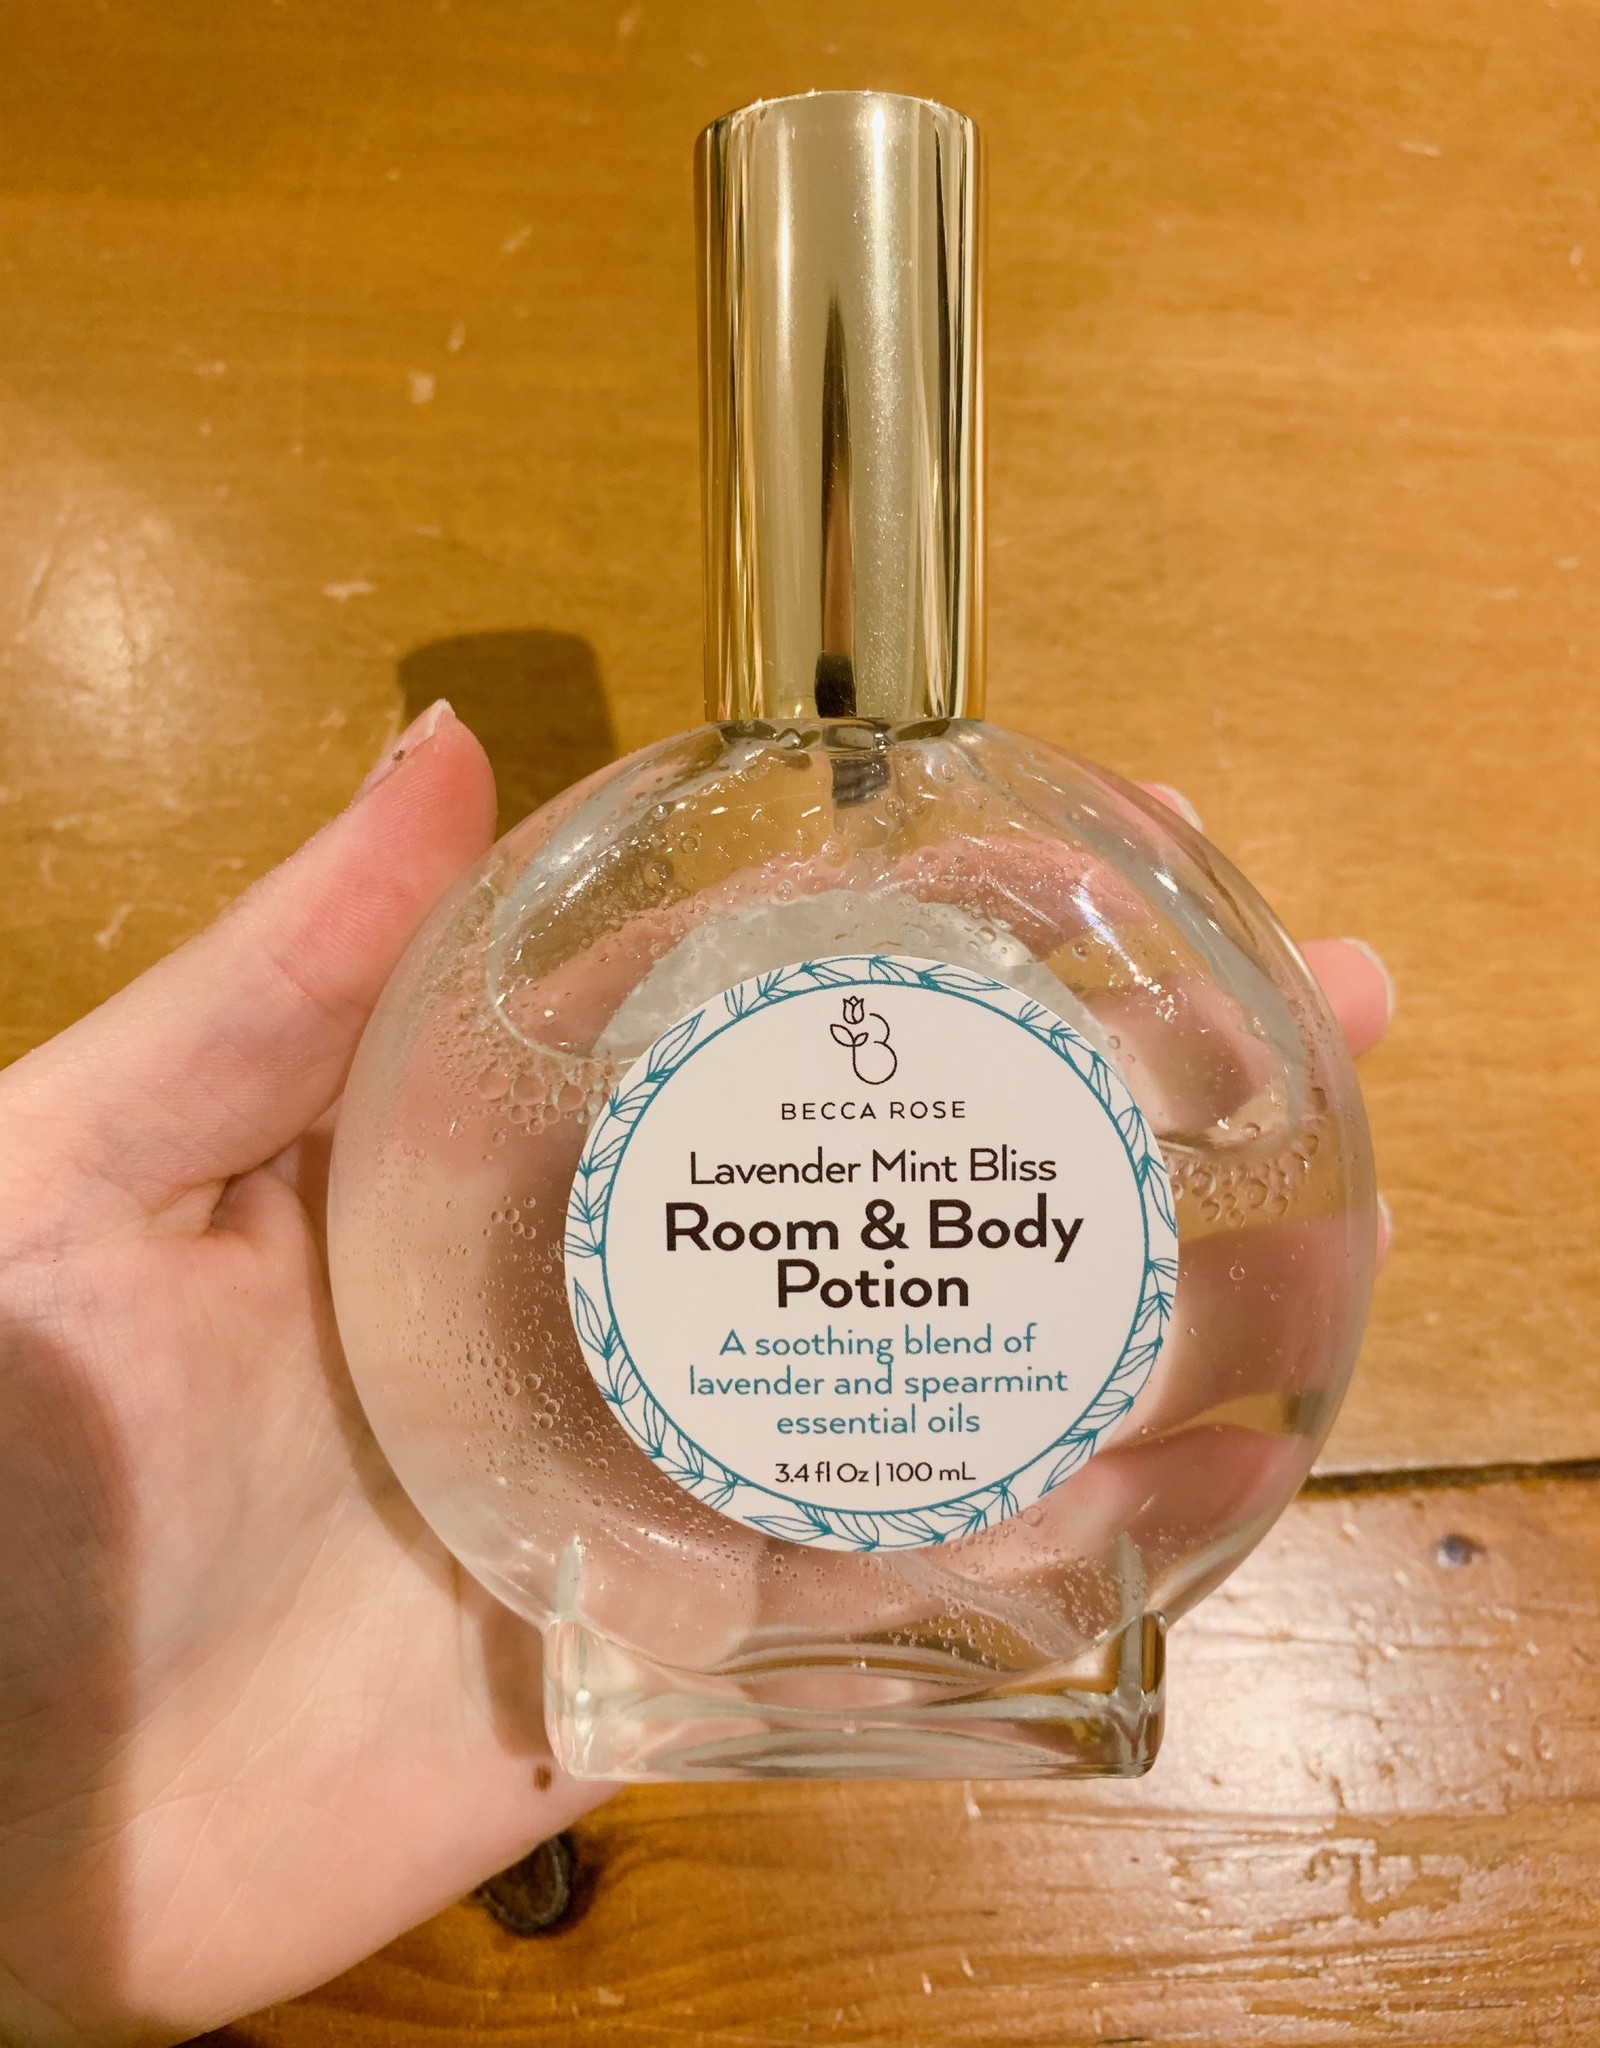 BECCA ROSE
Lavender Mint Bliss
Room & Body
Potion
A soothing blend of
lavender and spearmint
essential oils
3.4 fl Oz | 100 mL